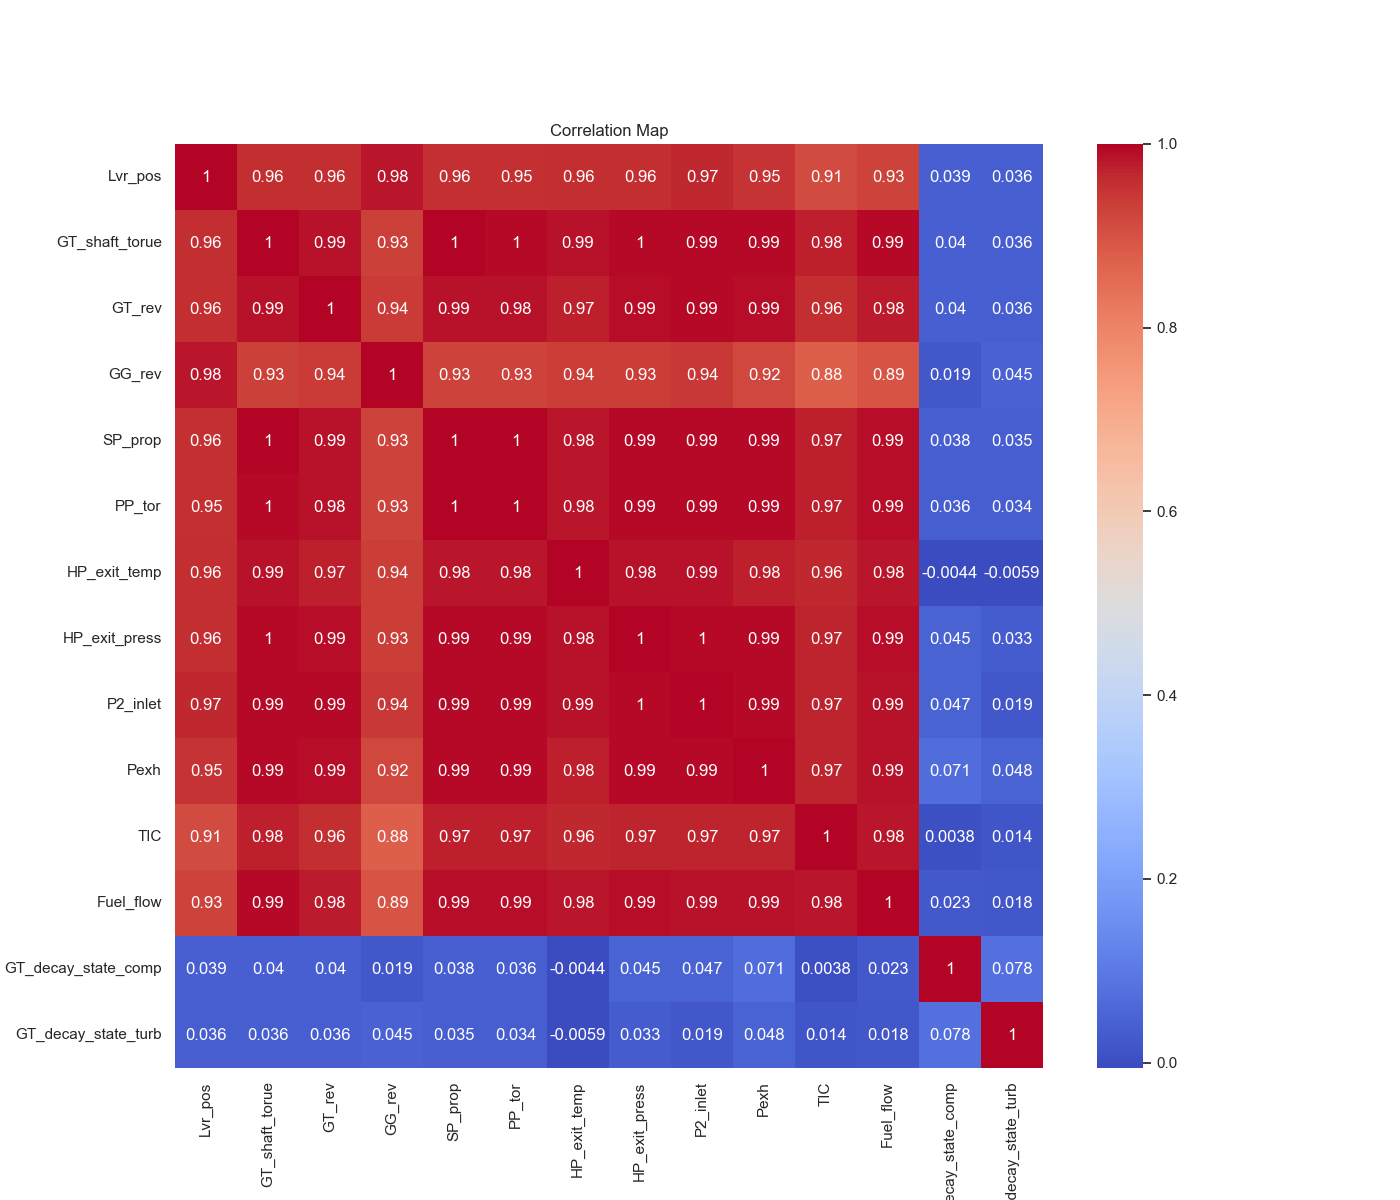 Correlation Map
Lvr_pos 1 0.96 0.96 0.98 0.96 0.95 0.96 0.96 0.97 0.95 0.91 0.93 0.039 0.036
GT_shaft_torue 0.96 1 0.99 0.93 1 1 0.99 1 0.99 0.99 0.98 0.99 0.04 0.036
GT_rev 0.96 0.99 1 0.94 0.99 0.98 0.97 0.99 0.99 0.99 0.96 0.98 0.04 0.036
GG_rev 0.98 0.93 0.94 1 0.93 0.93 0.94 0.93 0.94 0.92 0.88 0.89 0.019 0.045
SP_prop 0.96 1 0.99 0.93 1 1 0.98 0.99 0.99 0.99 0.97 0.99 0.038 0.035
PP_tor 0.95 1 0.98 0.93 1 1 0.98 0.99 0.99 0.99 0.97 0.99 0.036 0.034
HP_exit_temp 0.96 0.99 0.97 0.94 0.98 0.98 1 0.98 0.99 0.98 0.96 0.98 -0.0044 -0.0059
HP_exit_press 0.96 1 0.99 0.93 0.99 0.99 0.98 1 1 0.99 0.97 0.99 0.045 0.033
P2_inlet 0.97 0.99 0.99 0.94 0.99 0.99 0.99 1 1 0.99 0.97 0.99 0.047 0.019
Pexh 0.95 0.99 0.99 0.92 0.99 0.99 0.98 0.99 0.99 1 0.97 0.99 0.071 0.048
TIC 0.91 0.98 0.96 0.88 0.97 0.97 0.96 0.97 0.97 0.97 1 0.98 0.0038 0.014
Fuel_flow 0.93 0.99 0.98 0.89 0.99 0.99 0.98 0.99 0.99 0.99 0.98 1 0.023 0.018
GT_decay_state_comp 0.039 0.04 0.04 0.019 0.038 0.036 -0.0044 0.045 0.047 0.071 0.0038 0.023 1 0.078
GT_decay_state_turb 0.036 0.036 0.036 0.045 0.035 0.034 -0.0059 0.033 0.019 0.048 0.014 0.018 0.078 1
Lvr_pos
GT_shaft_torue
GT_rev
GG_rev
SP_prop
PP_tor
HP_exit_temp
HP_exit_press
P2_inlet
Pexh
TIC
Fuel_flow
ecay_state_comp
decay_state_turb
1.0
0.8
0.6
0.4
0.2
0.0